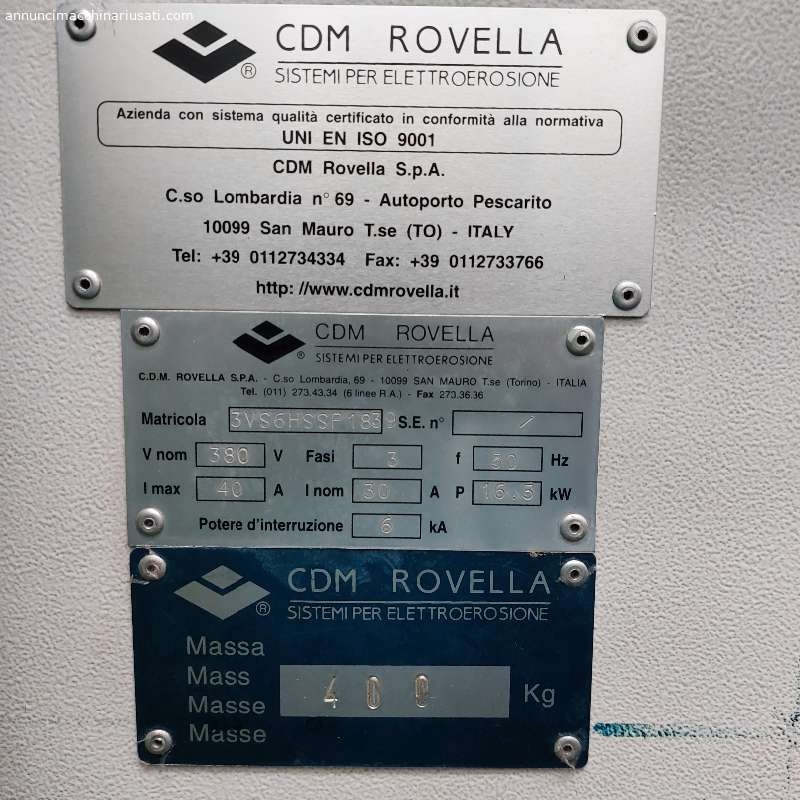 annuncimacchinariusati.com
CDM ROVELLA
® SISTEMI PER ELETTROEROSIONE
Azienda con sistema qualità certificato in conformità alla normativa
UNI EN ISO 9001
CDM Rovella S.p.A.
C.so Lombardia n° 69 - Autoporto Pescarito
10099 San Mauro T.se (TO) - ITALY
Tel: +39 0112734334 Fax: +39 0112733766
http: //www.cdmrovella.it
CDM ROVELLA
® SISTEMI PER ELETTROEROSIONE
C.D.M. ROVELLA S.P.A. - C.so Lombardia, 69 - 10099 SAN MAURO T.se (Torino) - ITALIA
Tel. (011) 273.43.34 (6 linee R.A.) - Fax 273.36.36
Matricola 3VS6HSSF1839 S.E. n° /
V nom 380 V Fasi 3 f 50 Hz
I max 40 A I nom 30 A P 16.5 kW
Potere d'interruzione 6 kA
CDM ROVELLA
® SISTEMI PER ELETTROEROSIONE
Massa
Mass
Masse
Masse
400 Kg